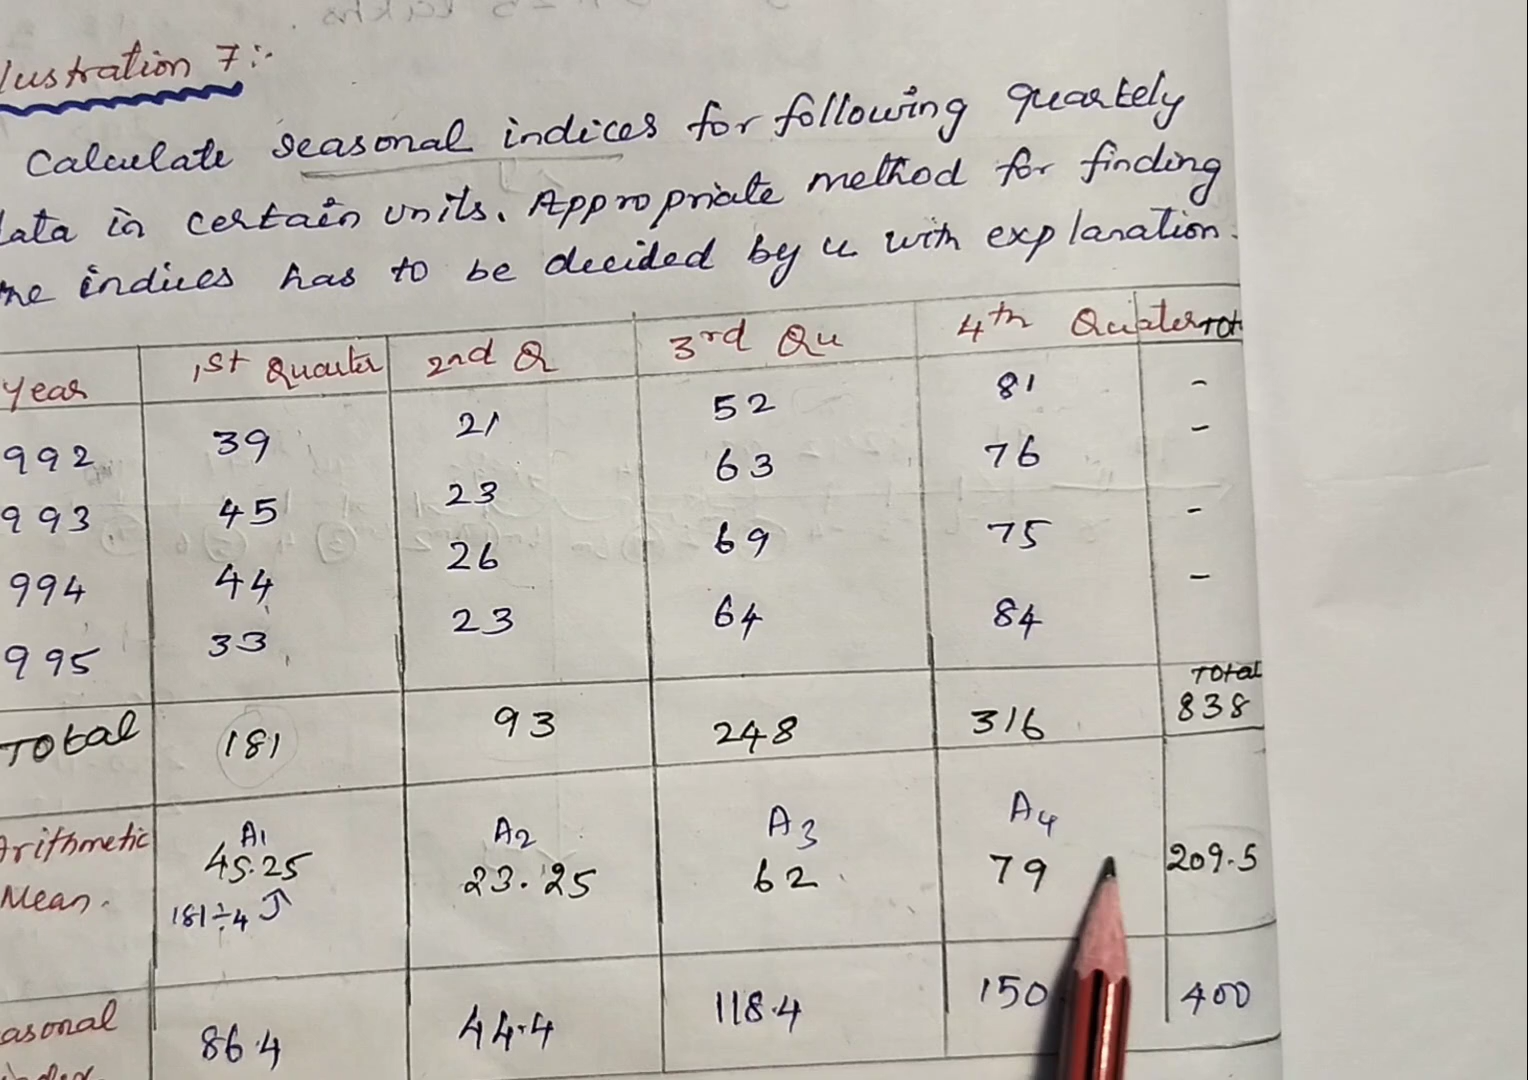 lustration 7:-
Calculate seasonal indices for following quartely
data in certain units. Appropriate method for finding
the indices has to be decided by u with explanation.
year 1st Quarter 2nd Q 3rd Qu 4th Quater Tot
992 39 21 52 81 -
993 45 23 63 76 -
994 44 26 69 75 -
995 33 23 64 84 -
Total 181 93 248 316 Total 838
Arithmetic Mean. A1 45.25 A2 23.25 A3 62 A4 79 209.5
181÷4
easonal 86.4 44.4 118.4 150 400